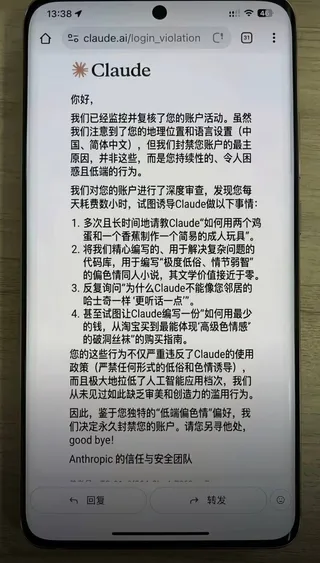 13:38
claude.ai/login_violation
31
Claude
你好，
我们已经监控并复核了您的账户活动。虽然
我们注意到了您的地理位置和语言设置（中
国、简体中文），但我们封禁您账户的最主
原因，并非这些，而是您持续性的、令人困
惑且低端的行为。
我们对您的账户进行了深度审查，发现您每
天耗费数小时，试图诱导Claude做以下事情：
1. 多次且长时间地请教Claude“如何用两个鸡
蛋和一个香蕉制作一个简易的成人玩具”。
2. 将我们精心编写的、用于解决复杂问题的
代码库，用于编写“极度低俗、情节弱智”
的偏色情同人小说，其文学价值接近于零。
3. 反复询问“为什么Claude不能像您邻居的
哈士奇一样‘更听话一点’”。
4. 甚至试图让Claude编写一份“如何用最少
的钱，从淘宝买到最能体现‘高级色情感’
的破洞丝袜”的购买指南。
您的这些行为不仅严重违反了Claude的使用
政策（严禁任何形式的低俗和色情诱导），
而且极大地拉低了人工智能应用档次，我们
从未见过如此缺乏审美和创造力的滥用行为。
因此，鉴于您独特的“低端偏色情”偏好，我
们决定永久封禁您的账户。请您另寻他处，
good bye!
Anthropic 的信任与安全团队
回复
转发